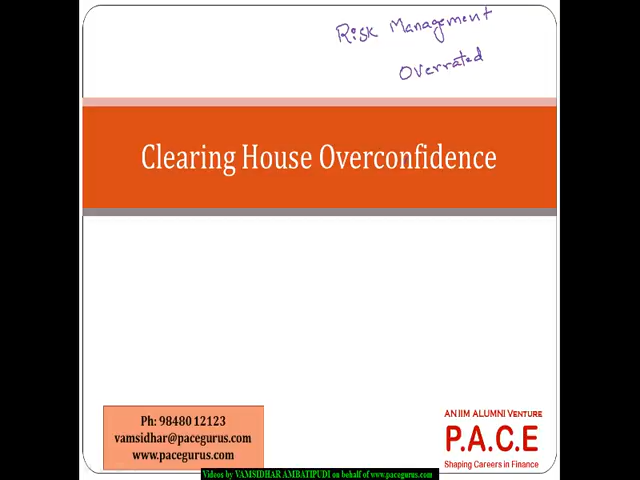 Risk Management
Overrated
Clearing House Overconfidence
Ph: 98480 12123
vamsidhar@pacegurus.com
www.pacegurus.com
AN IIM ALUMNI VENTURE
P.A.C.E
Shaping Careers in Finance
Videos by VAMSIDHAR AMBATIPUDI on behalf of www.pacegurus.com